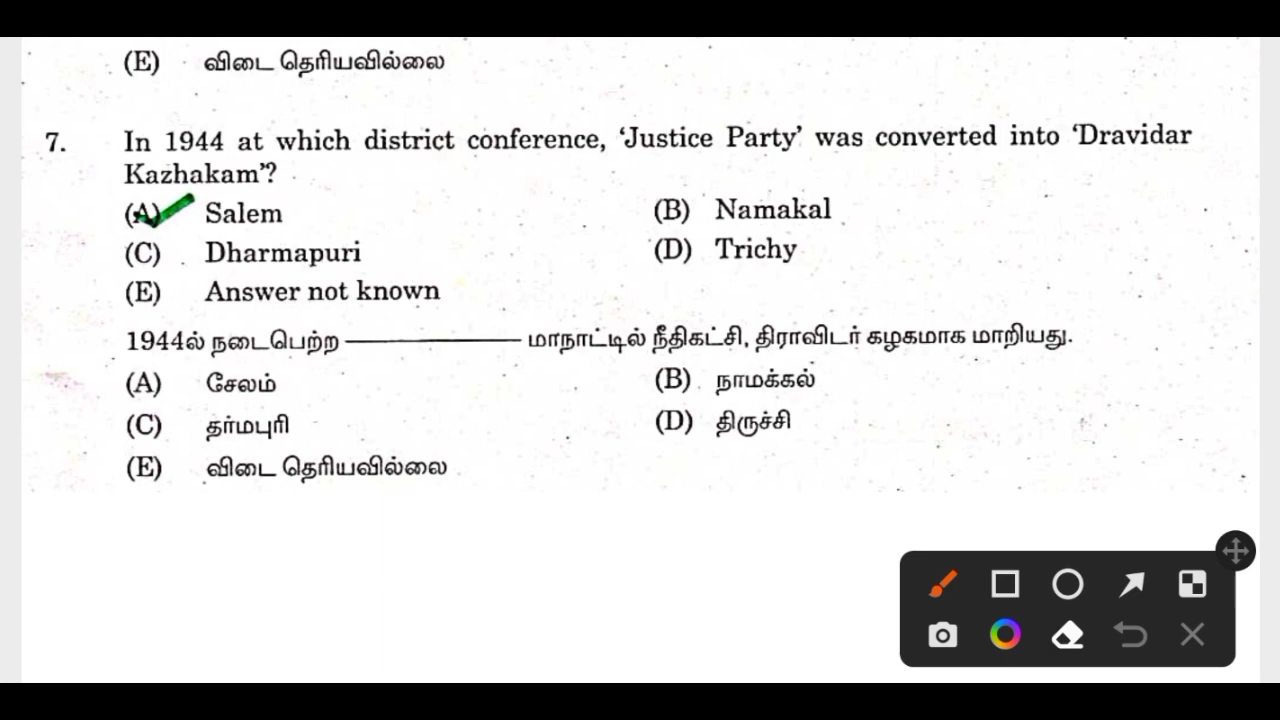 (E) விடை தெரியவில்லை
7. In 1944 at which district conference, ‘Justice Party’ was converted into ‘Dravidar
Kazhakam’?
(A) Salem (B) Namakal
(C) Dharmapuri (D) Trichy
(E) Answer not known
1944ல் நடைபெற்ற ———— மாநாட்டில் நீதிகட்சி, திராவிடர் கழகமாக மாறியது.
(A) சேலம் (B) நாமக்கல்
(C) தர்மபுரி (D) திருச்சி
(E) விடை தெரியவில்லை